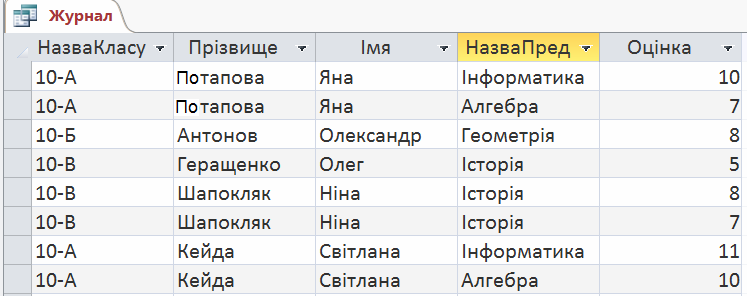 Журнал
НазваКласу Прізвище Імя НазваПред Оцінка
10-А Потапова Яна Інформатика 10
10-А Потапова Яна Алгебра 7
10-Б Антонов Олександр Геометрія 8
10-В Геращенко Олег Історія 5
10-В Шапокляк Ніна Історія 8
10-В Шапокляк Ніна Історія 7
10-А Кейда Світлана Інформатика 11
10-А Кейда Світлана Алгебра 10